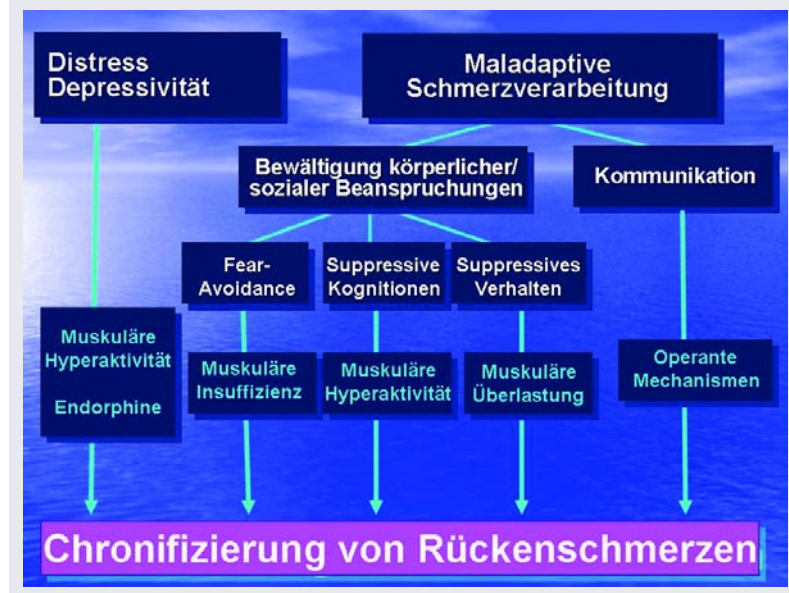 Distress
Depressivität
Maladaptive
Schmerzverarbeitung
Bewältigung körperlicher/
sozialer Beanspruchungen
Kommunikation
Fear-
Avoidance
Suppressive
Kognitionen
Suppressives
Verhalten
Muskuläre
Hyperaktivität
Endorphine
Muskuläre
Insuffizienz
Muskuläre
Hyperaktivität
Muskuläre
Überlastung
Operante
Mechanismen
Chronifizierung von Rückenschmerzen